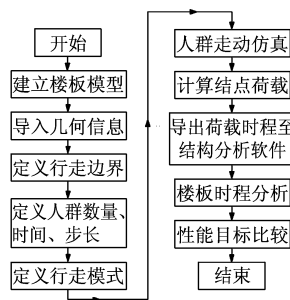 开始
建立楼板模型
导入几何信息
定义行走边界
定义人群数量、
时间、步长
定义行走模式
人群走动仿真
计算结点荷载
导出荷载时程至
结构分析软件
楼板时程分析
性能目标比较
结束